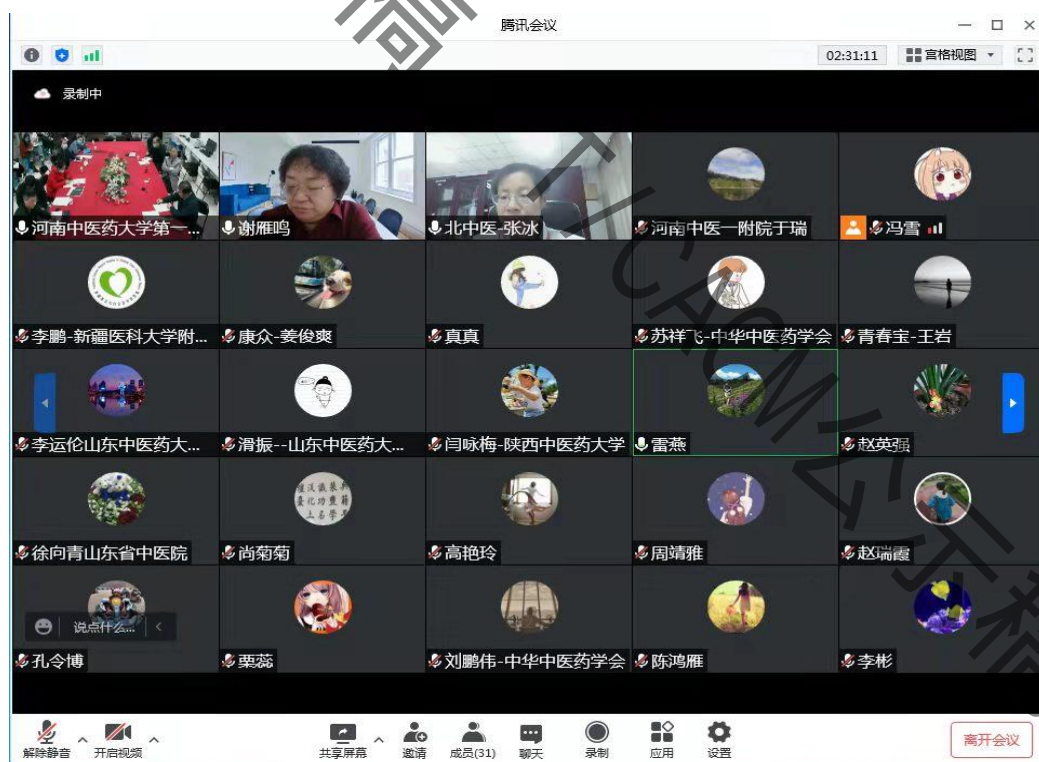 腾讯会议
02:31:11
宫格视图
录制中
河南中医药大学第一...
谢雁鸣
北中医-张冰
河南中医一附院于瑞
冯雪
李鹏-新疆医科大学附...
康众-姜俊爽
真真
苏祥飞-中华中医药学会
青春宝-王岩
李运伦山东中医药大...
滑振--山东中医药大...
闫咏梅-陕西中医药大学
雷燕
赵英强
徐向青山东省中医院
尚菊菊
高艳玲
周靖雅
赵瑞霞
说点什么...
孔令博
栗蕊
刘鹏伟-中华中医药学会
陈鸿雁
李彬
解除静音
开启视频
共享屏幕
邀请
成员(31)
聊天
录制
应用
设置
离开会议
T/CACM公示稿
稿